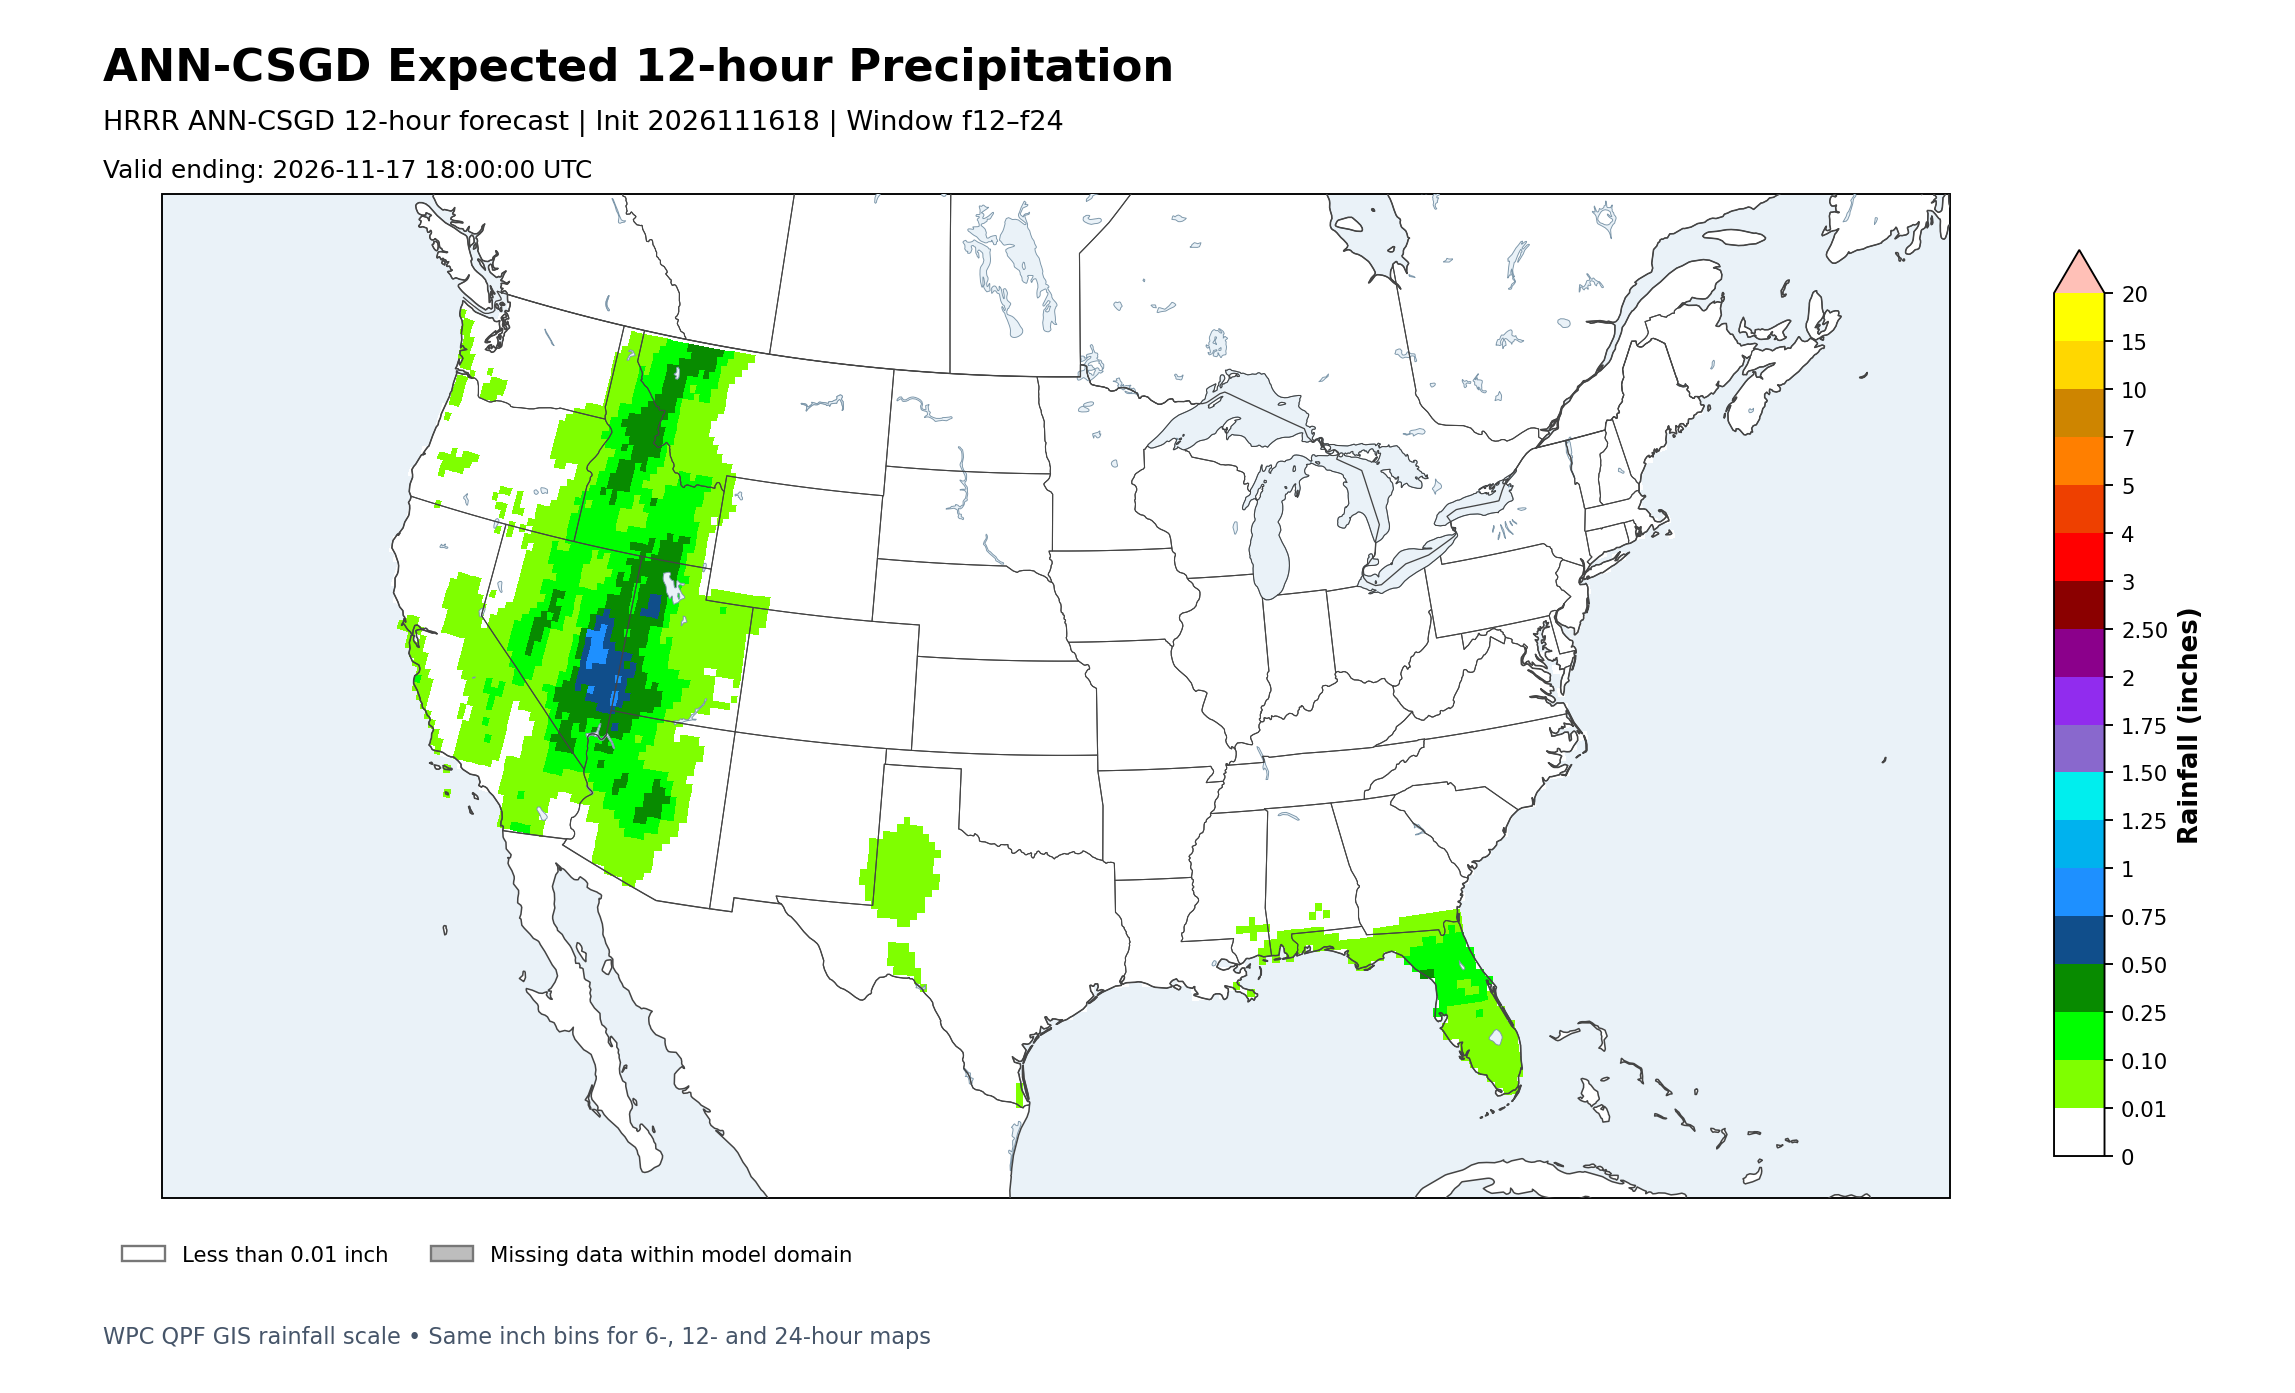 ANN-CSGD Expected 12-hour Precipitation
HRRR ANN-CSGD 12-hour forecast | Init 2026111618 | Window f12–f24
Valid ending: 2026-11-17 18:00:00 UTC
20
15
10
7
5
4
3
2.50
2
1.75
1.50
1.25
1
0.75
0.50
0.25
0.10
0.01
0
Rainfall (inches)
Less than 0.01 inch
Missing data within model domain
WPC QPF GIS rainfall scale • Same inch bins for 6-, 12- and 24-hour maps